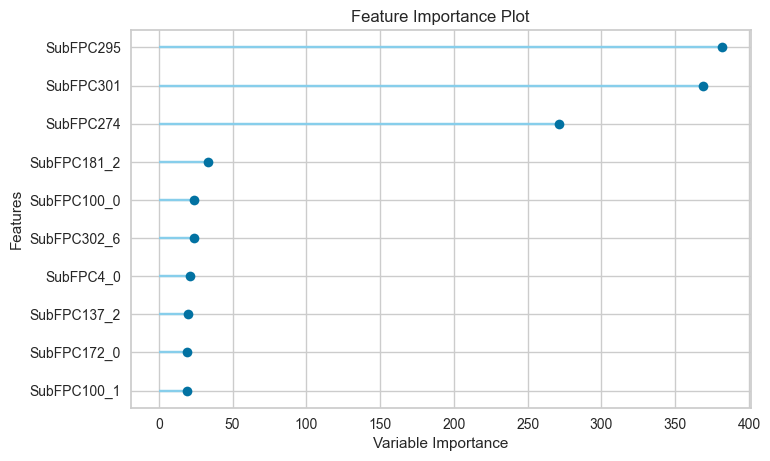 Feature Importance Plot
SubFPC295
SubFPC301
SubFPC274
SubFPC181_2
SubFPC100_0
SubFPC302_6
SubFPC4_0
SubFPC137_2
SubFPC172_0
SubFPC100_1
Features
0 50 100 150 200 250 300 350 400
Variable Importance